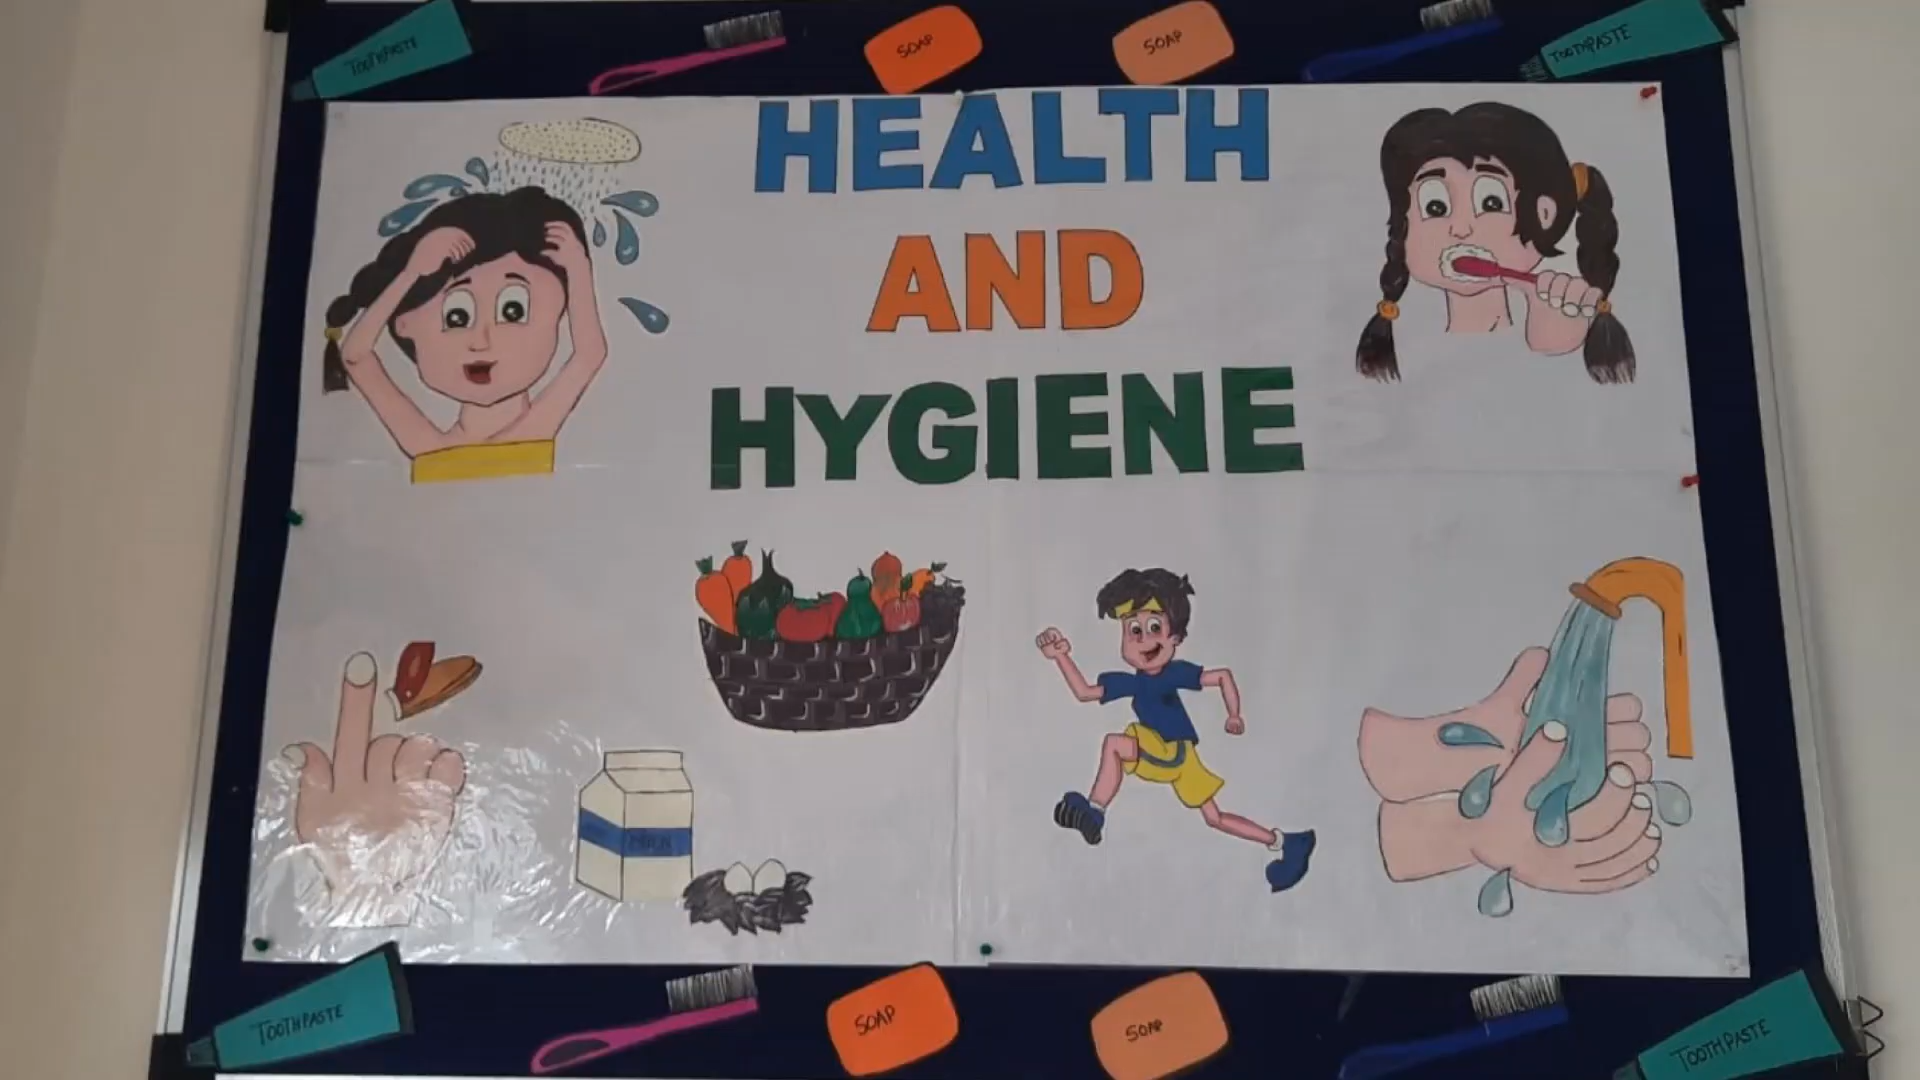 TOOTHPASTE
SOAP
SOAP
TOOTHPASTE
HEALTH
AND
HYGIENE
TOOTHPASTE
SOAP
SOAP
TOOTHPASTE